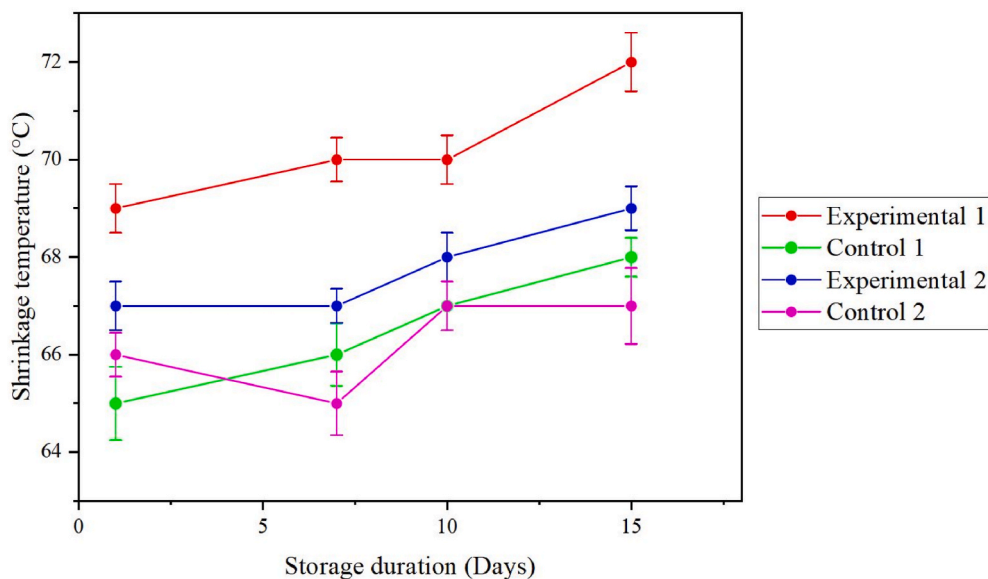 Shrinkage temperature (°C)
72
70
68
66
64
0
5
10
15
Storage duration (Days)
Experimental 1
Control 1
Experimental 2
Control 2